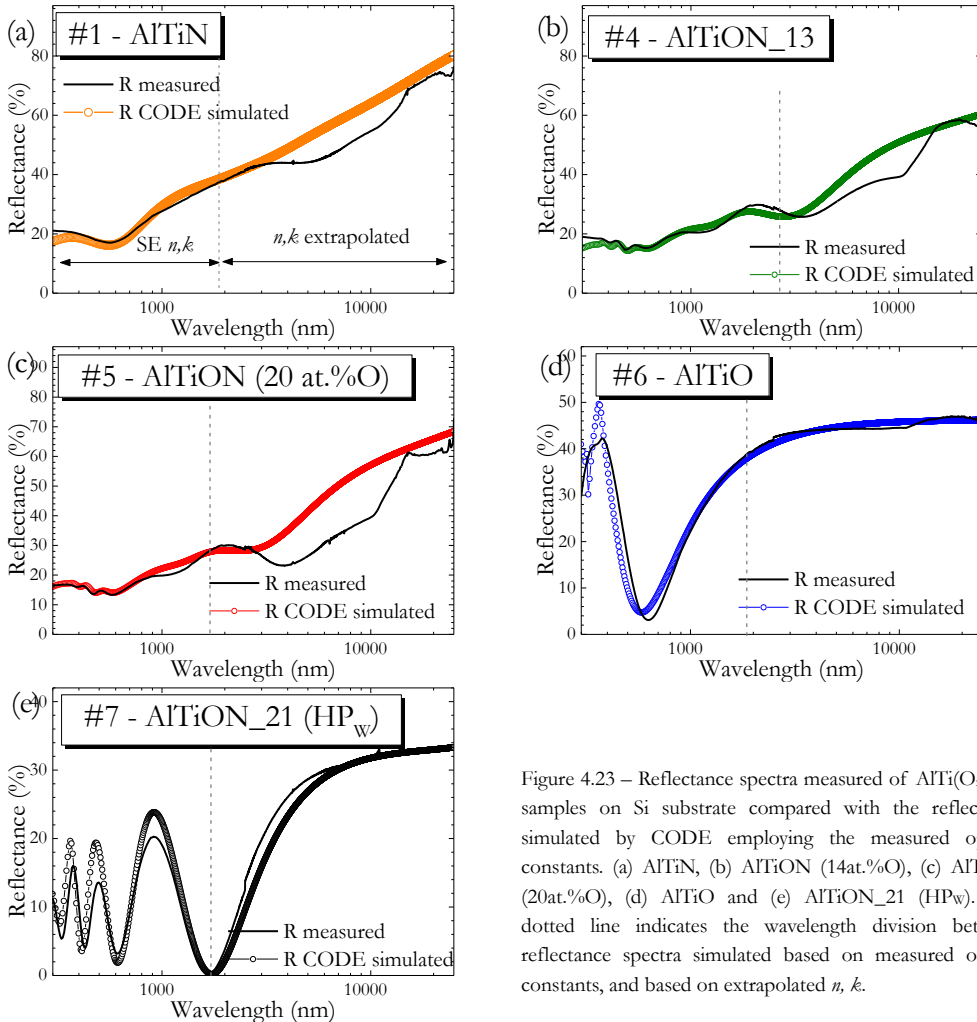 (a)
#1 - AlTiN
R measured
R CODE simulated
SE n,k
n,k extrapolated
Reflectance (%)
80
60
40
20
0
1000
10000
Wavelength (nm)
(b)
#4 - AlTiON_13
R measured
R CODE simulated
Reflectance (%)
80
60
40
20
0
1000
10000
Wavelength (nm)
(c)
#5 - AlTiON (20 at.%O)
R measured
R CODE simulated
Reflectance (%)
90
80
70
60
50
40
30
20
10
0
1000
10000
Wavelength (nm)
(d)
#6 - AlTiO
R measured
R CODE simulated
Reflectance (%)
60
50
40
30
20
10
0
1000
10000
Wavelength (nm)
(e)
#7 - AlTiON_21 (HPW)
R measured
R CODE simulated
Reflectance (%)
40
30
20
10
0
1000
10000
Wavelength (nm)
Figure 4.23 – Reflectance spectra measured of AlTi(O,
samples on Si substrate compared with the reflec
simulated by CODE employing the measured o
constants. (a) AlTiN, (b) AlTiON (14at.%O), (c) AlT
(20at.%O), (d) AlTiO and (e) AlTiON_21 (HPW).
dotted line indicates the wavelength division bet
reflectance spectra simulated based on measured o
constants, and based on extrapolated n, k.